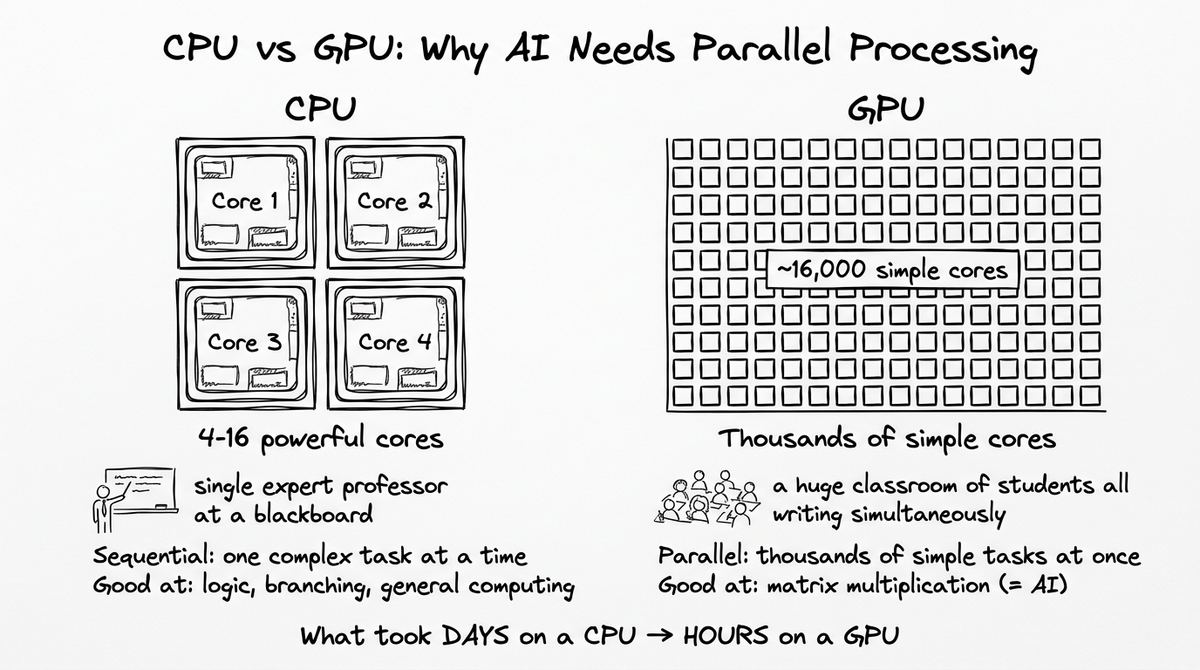 CPU vs GPU: Why AI Needs Parallel Processing
CPU
Core 1
Core 2
Core 3
Core 4
4-16 powerful cores
single expert professor
at a blackboard
Sequential: one complex task at a time
Good at: logic, branching, general computing
GPU
~16,000 simple cores
Thousands of simple cores
a huge classroom of students all
writing simultaneously
Parallel: thousands of simple tasks at once
Good at: matrix multiplication (= AI)
What took DAYS on a CPU → HOURS on a GPU